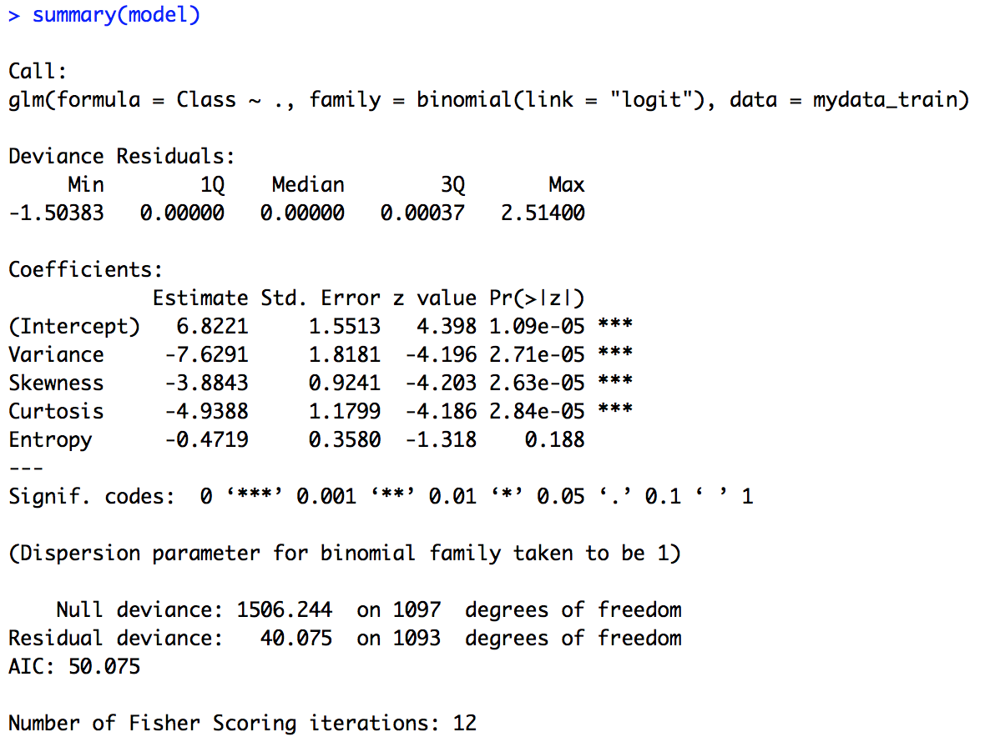 > summary(model)
Call:
glm(formula = Class ~ ., family = binomial(link = "logit"), data = mydata_train)
Deviance Residuals:
     Min        1Q    Median        3Q       Max
-1.50383   0.00000   0.00000   0.00037   2.51400
Coefficients:
            Estimate Std. Error z value Pr(>|z|)
(Intercept)   6.8221     1.5513   4.398 1.09e-05 ***
Variance     -7.6291     1.8181  -4.196 2.71e-05 ***
Skewness     -3.8843     0.9241  -4.203 2.63e-05 ***
Curtosis     -4.9388     1.1799  -4.186 2.84e-05 ***
Entropy      -0.4719     0.3580  -1.318    0.188
---
Signif. codes:  0 ‘***’ 0.001 ‘**’ 0.01 ‘*’ 0.05 ‘.’ 0.1 ‘ ’ 1
(Dispersion parameter for binomial family taken to be 1)
    Null deviance: 1506.244  on 1097  degrees of freedom
Residual deviance:   40.075  on 1093  degrees of freedom
AIC: 50.075
Number of Fisher Scoring iterations: 12